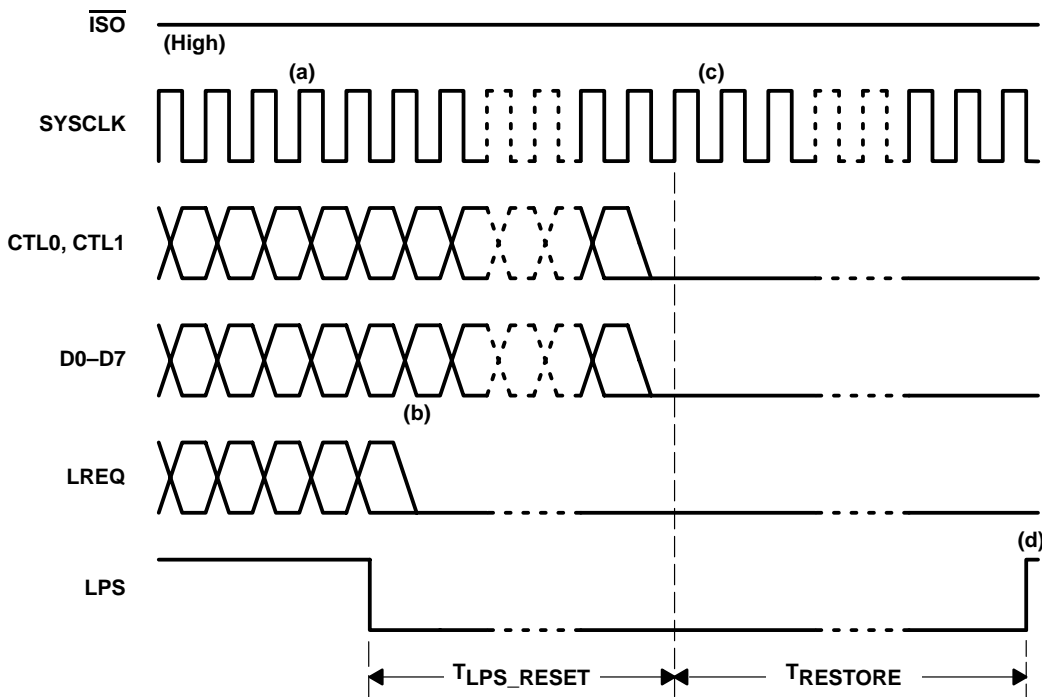 ISO
(High)
(a)
(c)
SYSCLK
CTL0, CTL1
D0–D7
(b)
LREQ
(d)
LPS
TLPS_RESET
TRESTORE